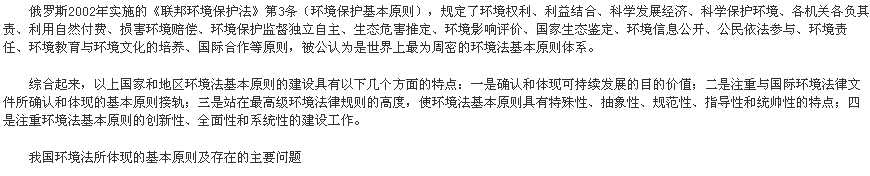 俄罗斯2002年实施的《联邦环境保护法》第3条（环境保护基本原则），规定了环境权利、利益结合、科学发展经济、科学保护环境、各机关各负其
责、利用自然付费、损害环境赔偿、环境保护监督独立自主、生态危害推定、环境影响评价、国家生态鉴定、环境信息公开、公民依法参与、环境责
任、环境教育与环境文化的培养、国际合作等原则，被公认为是世界上最为周密的环境法基本原则体系。
综合起来，以上国家和地区环境法基本原则的建设具有以下几个方面的特点：一是确认和体现可持续发展的目的价值；二是注重与国际环境法律文
件所确认和体现的基本原则接轨；三是站在最高级环境法律规则的高度，使环境法基本原则具有特殊性、抽象性、规范性、指导性和统帅性的特点；四
是注重环境法基本原则的创新性、全面性和系统性的建设工作。
我国环境法所体现的基本原则及存在的主要问题